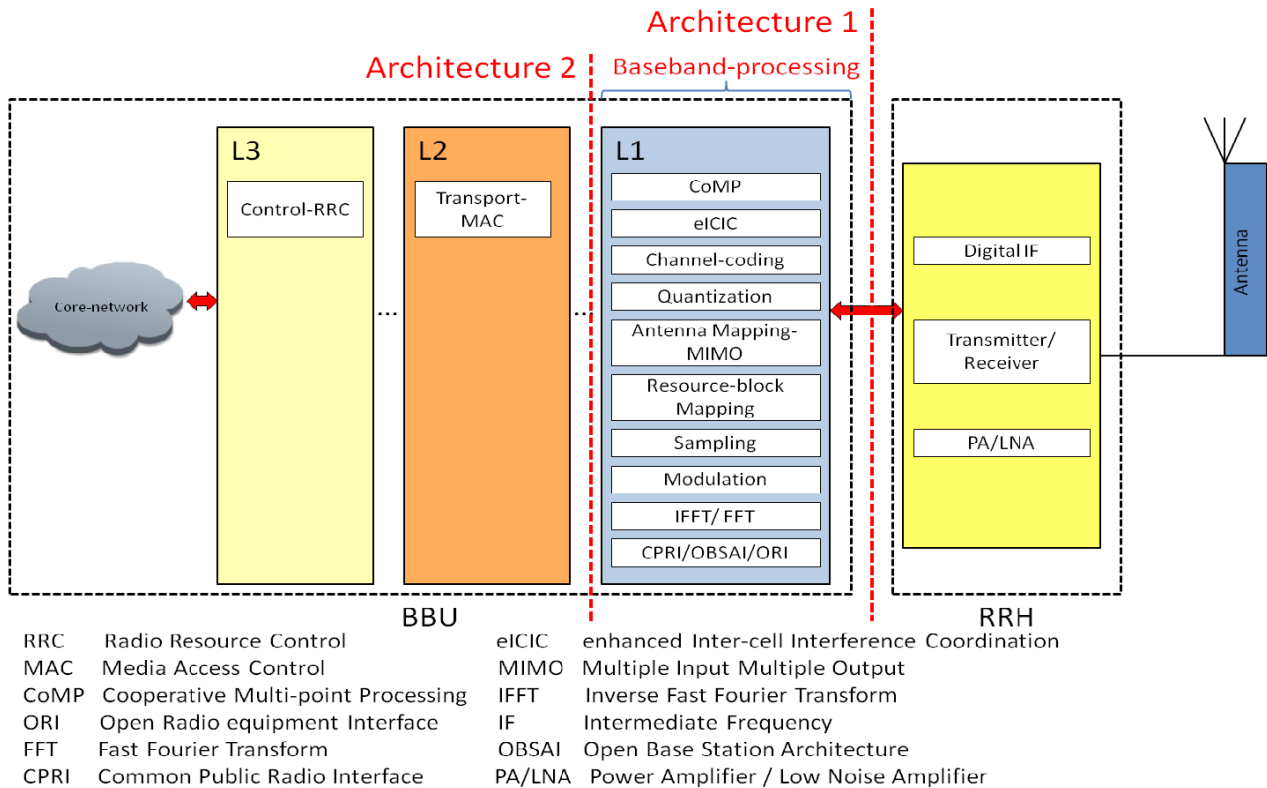 Architecture 1
Architecture 2
Baseband-processing
L3
L2
L1
Control-RRC
Transport-
MAC
CoMP
eICIC
Channel-coding
Quantization
Antenna Mapping-
MIMO
Resource-block
Mapping
Sampling
Modulation
IFFT/ FFT
CPRI/OBSAI/ORI
Core-network
...
...
Digital IF
Transmitter/
Receiver
PA/LNA
Antenna
BBU
RRH
RRC Radio Resource Control
MAC Media Access Control
CoMP Cooperative Multi-point Processing
ORI Open Radio equipment Interface
FFT Fast Fourier Transform
CPRI Common Public Radio Interface
eICIC enhanced Inter-cell Interference Coordination
MIMO Multiple Input Multiple Output
IFFT Inverse Fast Fourier Transform
IF Intermediate Frequency
OBSAI Open Base Station Architecture
PA/LNA Power Amplifier / Low Noise Amplifier